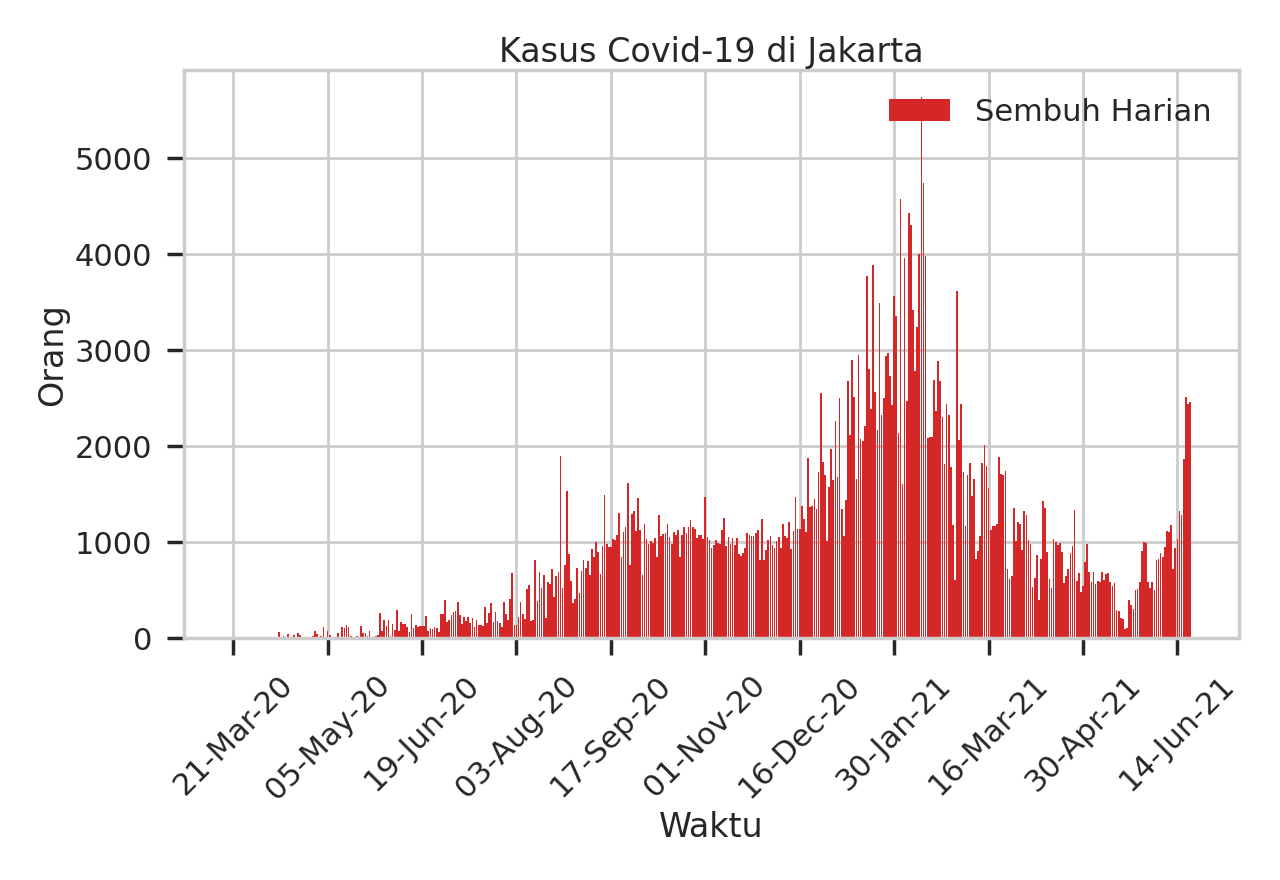 Kasus Covid-19 di Jakarta
Sembuh Harian
Orang
5000
4000
3000
2000
1000
0
21-Mar-20
05-May-20
19-Jun-20
03-Aug-20
17-Sep-20
01-Nov-20
16-Dec-20
30-Jan-21
16-Mar-21
30-Apr-21
14-Jun-21
Waktu